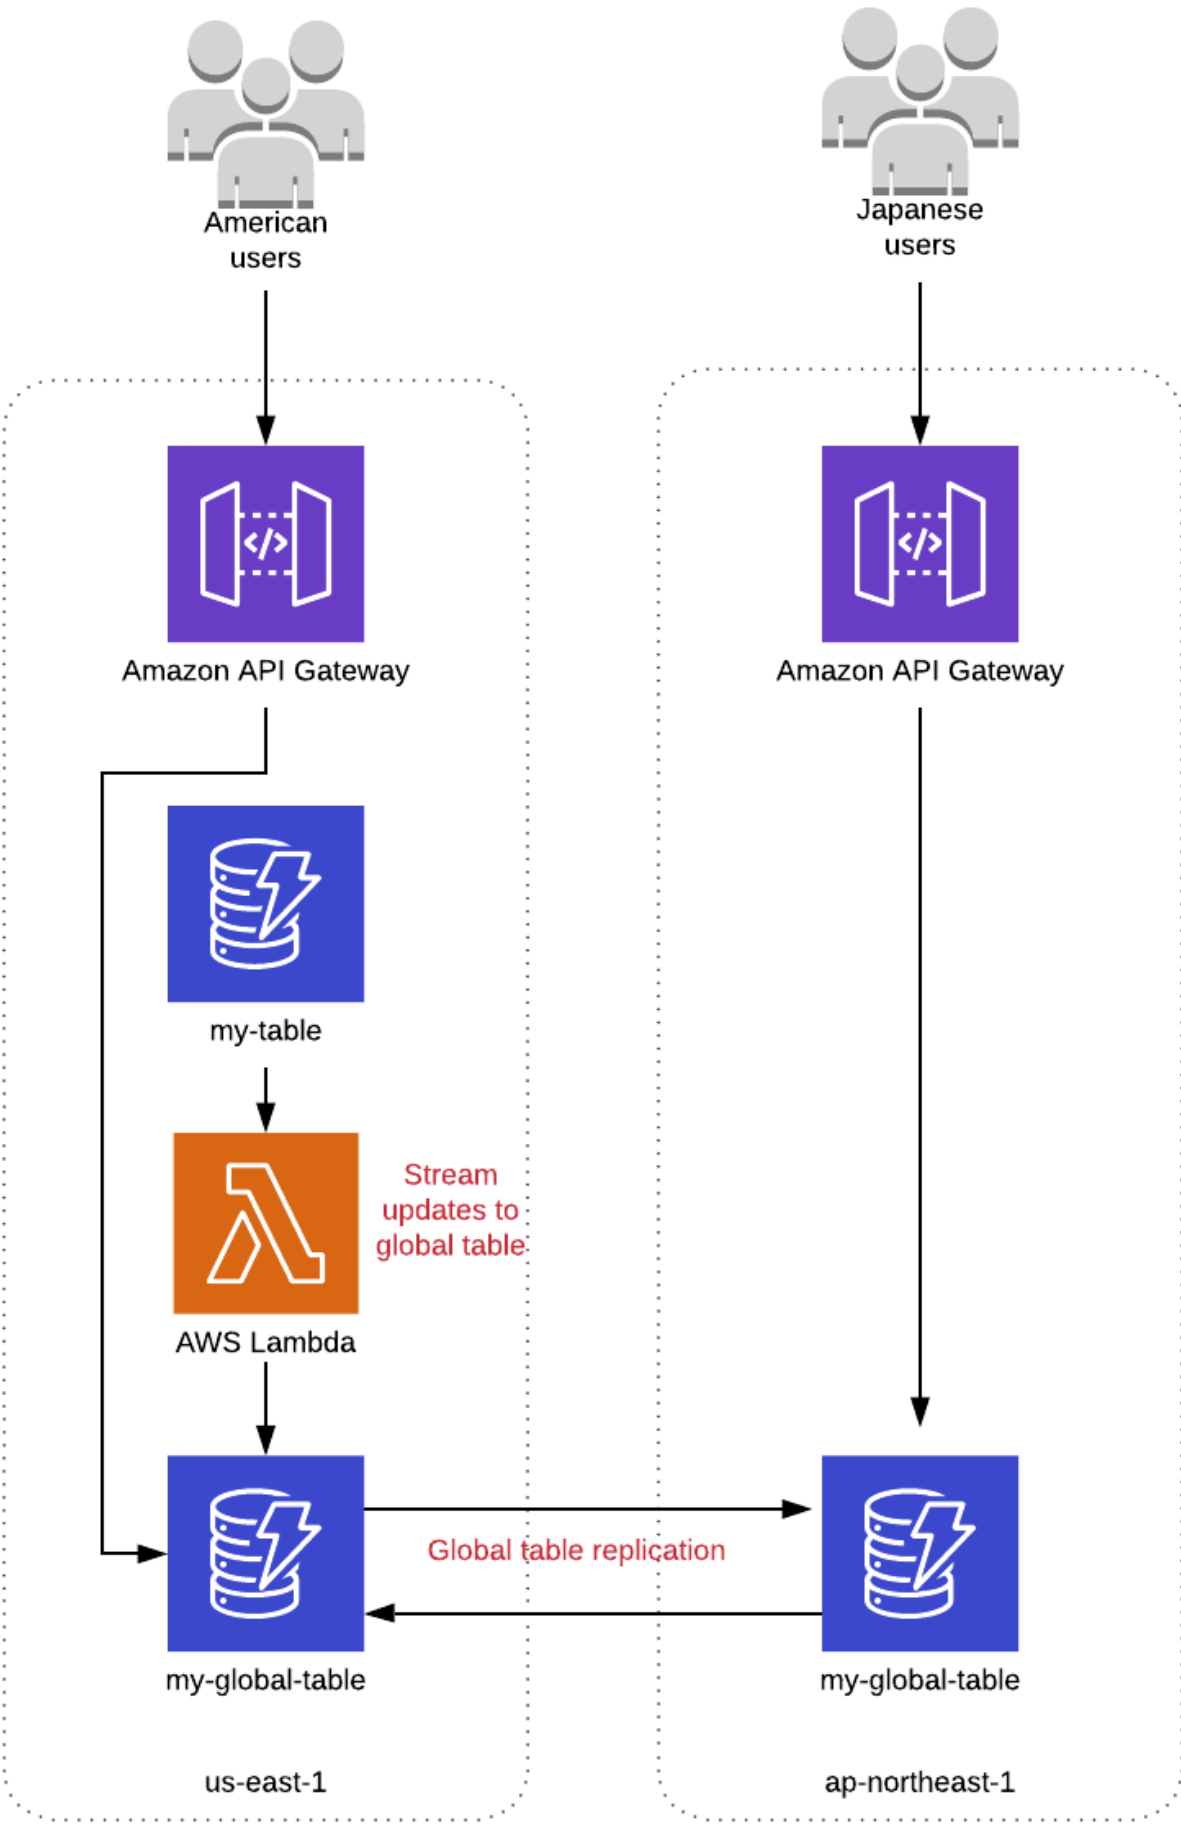 American
users
Japanese
users
</>
</>
Amazon API Gateway
Amazon API Gateway
my-table
Stream
updates to
global table
AWS Lambda
Global table replication
my-global-table
my-global-table
us-east-1
ap-northeast-1